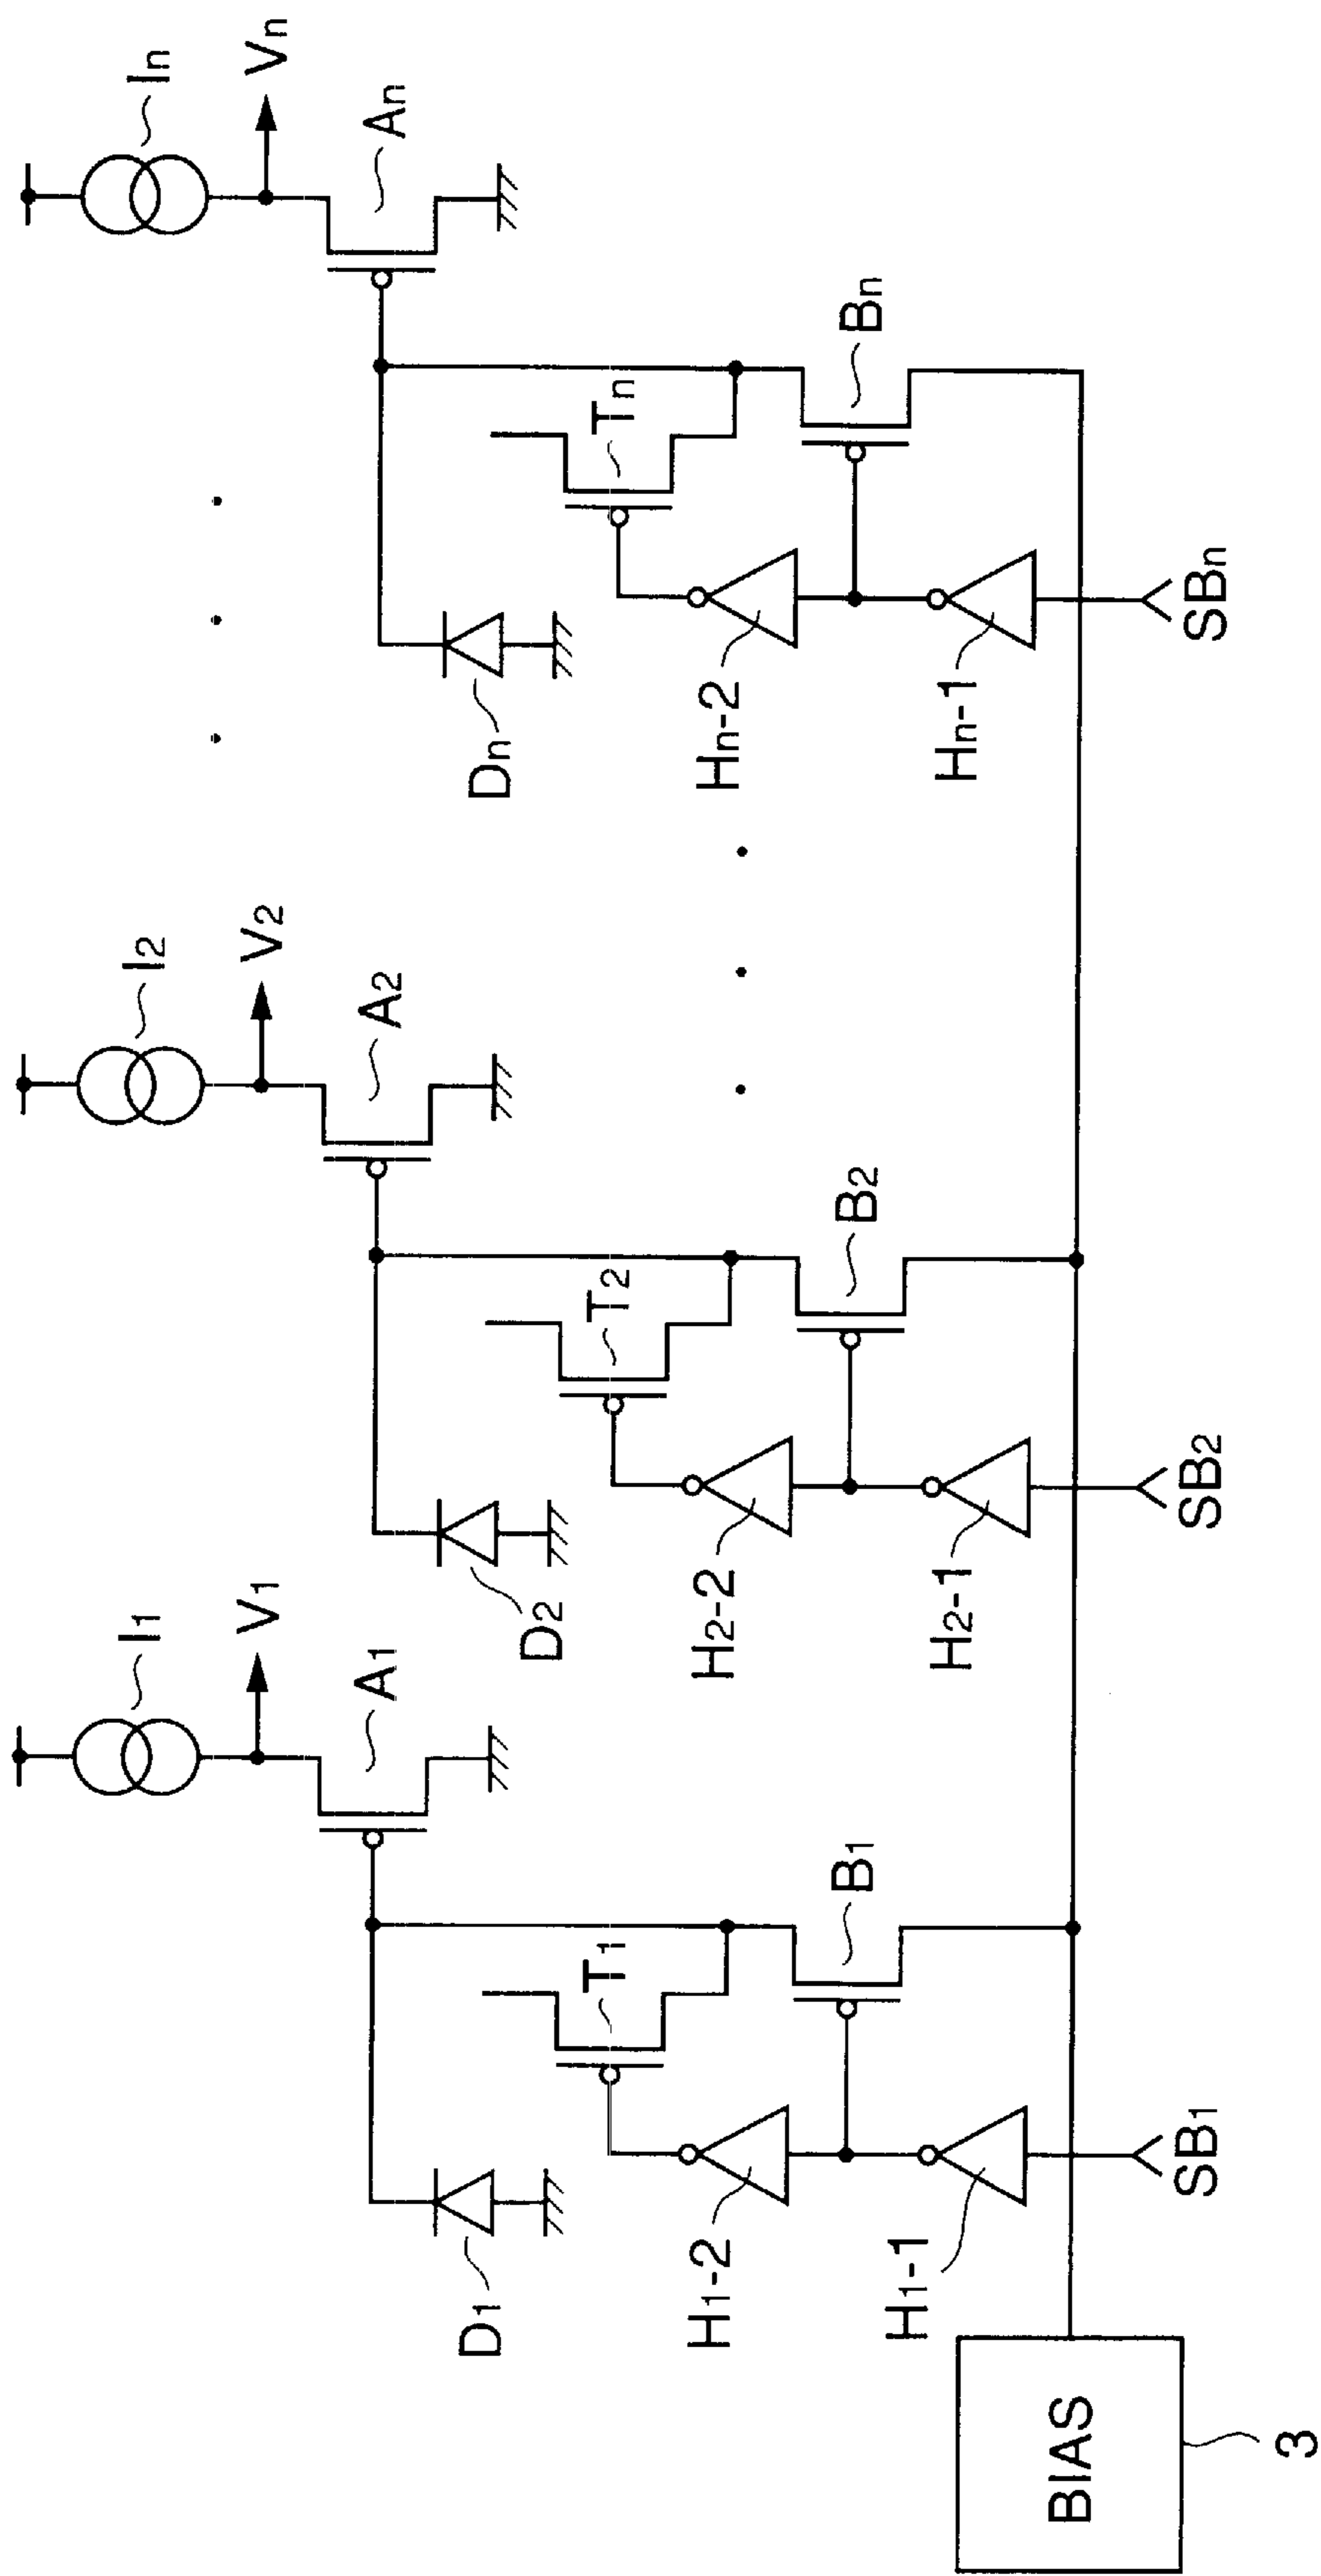 I1
I2
In
V1
V2
Vn
A1
A2
An
D1
T1
D2
T2
Dn
Tn
H1-2
B1
H2-2
B2
Hn-2
Bn
H1-1
H2-1
Hn-1
BIAS
SB1
SB2
SBn
3